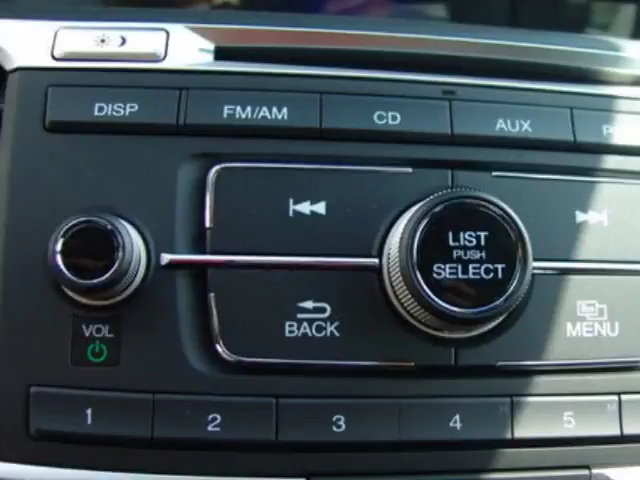 DISP FM/AM CD AUX
LIST
PUSH
SELECT
BACK MENU
VOL
1 2 3 4 5